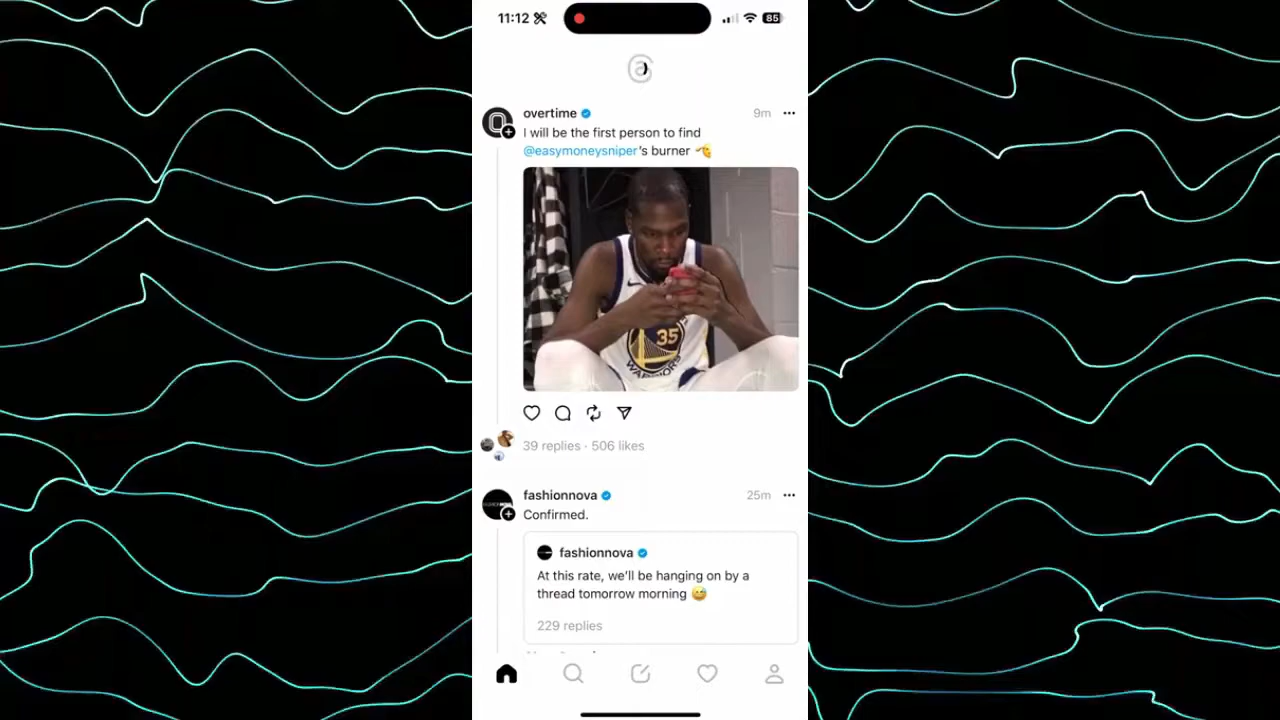 11:12
85
overtime
9m
I will be the first person to find
@easymoneysniper's burner
35
WARRIORS
39 replies · 506 likes
fashionnova
25m
Confirmed.
fashionnova
At this rate, we'll be hanging on by a
thread tomorrow morning 😅
229 replies